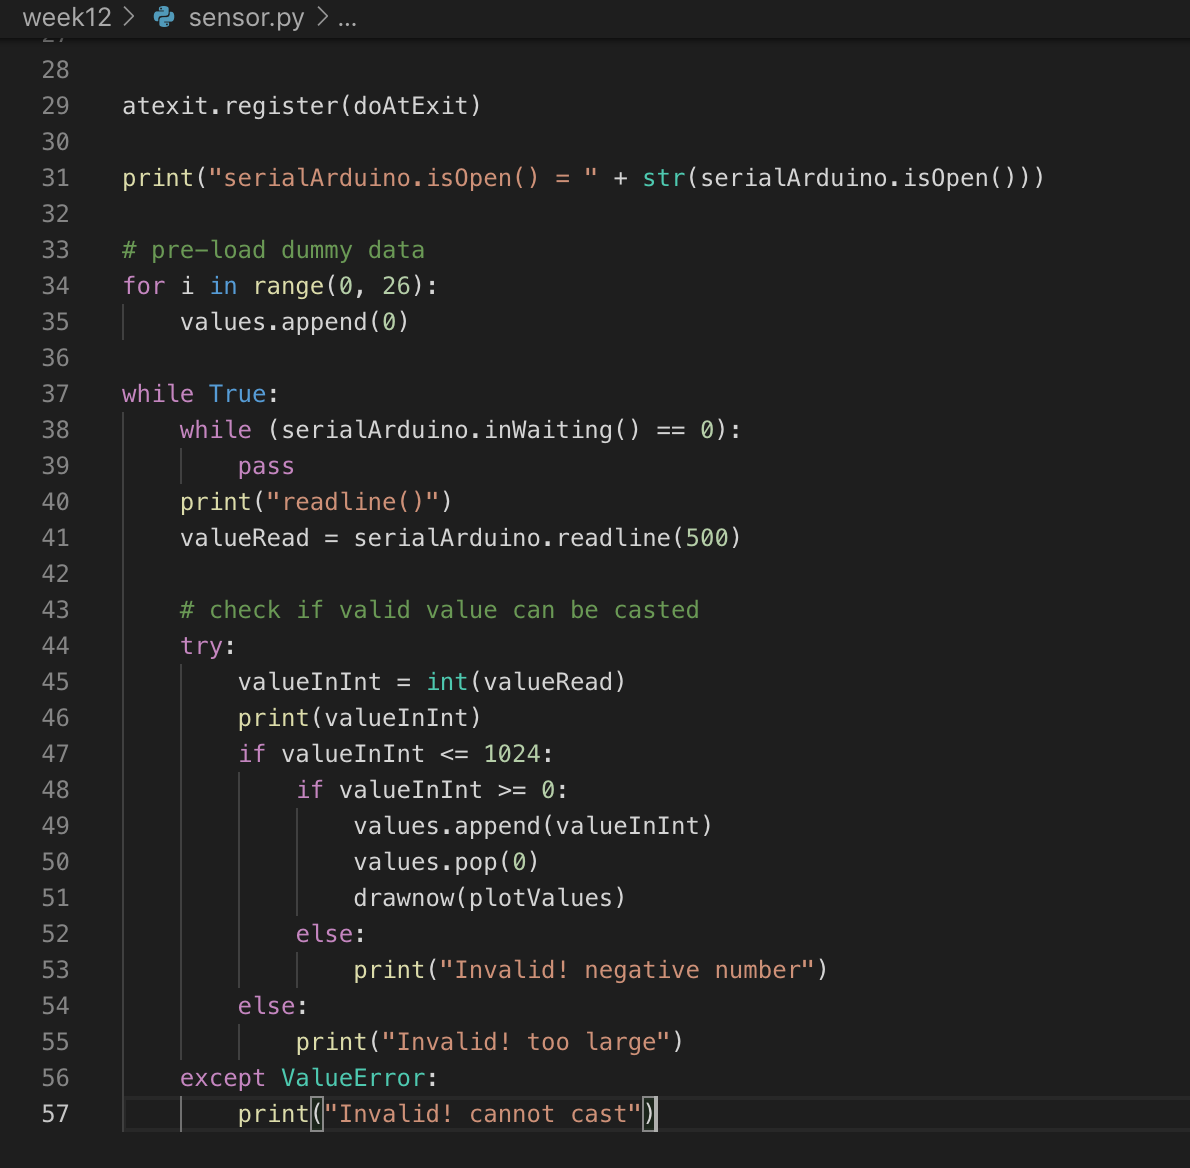 week12 > sensor.py > ...
27
28
29 atexit.register(doAtExit)
30
31 print("serialArduino.isOpen() = " + str(serialArduino.isOpen()))
32
33 # pre-load dummy data
34 for i in range(0, 26):
35     values.append(0)
36
37 while True:
38     while (serialArduino.inWaiting() == 0):
39         pass
40     print("readline()")
41     valueRead = serialArduino.readline(500)
42
43     # check if valid value can be casted
44     try:
45         valueInInt = int(valueRead)
46         print(valueInInt)
47         if valueInInt <= 1024:
48             if valueInInt >= 0:
49                 values.append(valueInInt)
50                 values.pop(0)
51                 drawnow(plotValues)
52             else:
53                 print("Invalid! negative number")
54         else:
55             print("Invalid! too large")
56     except ValueError:
57         print("Invalid! cannot cast")